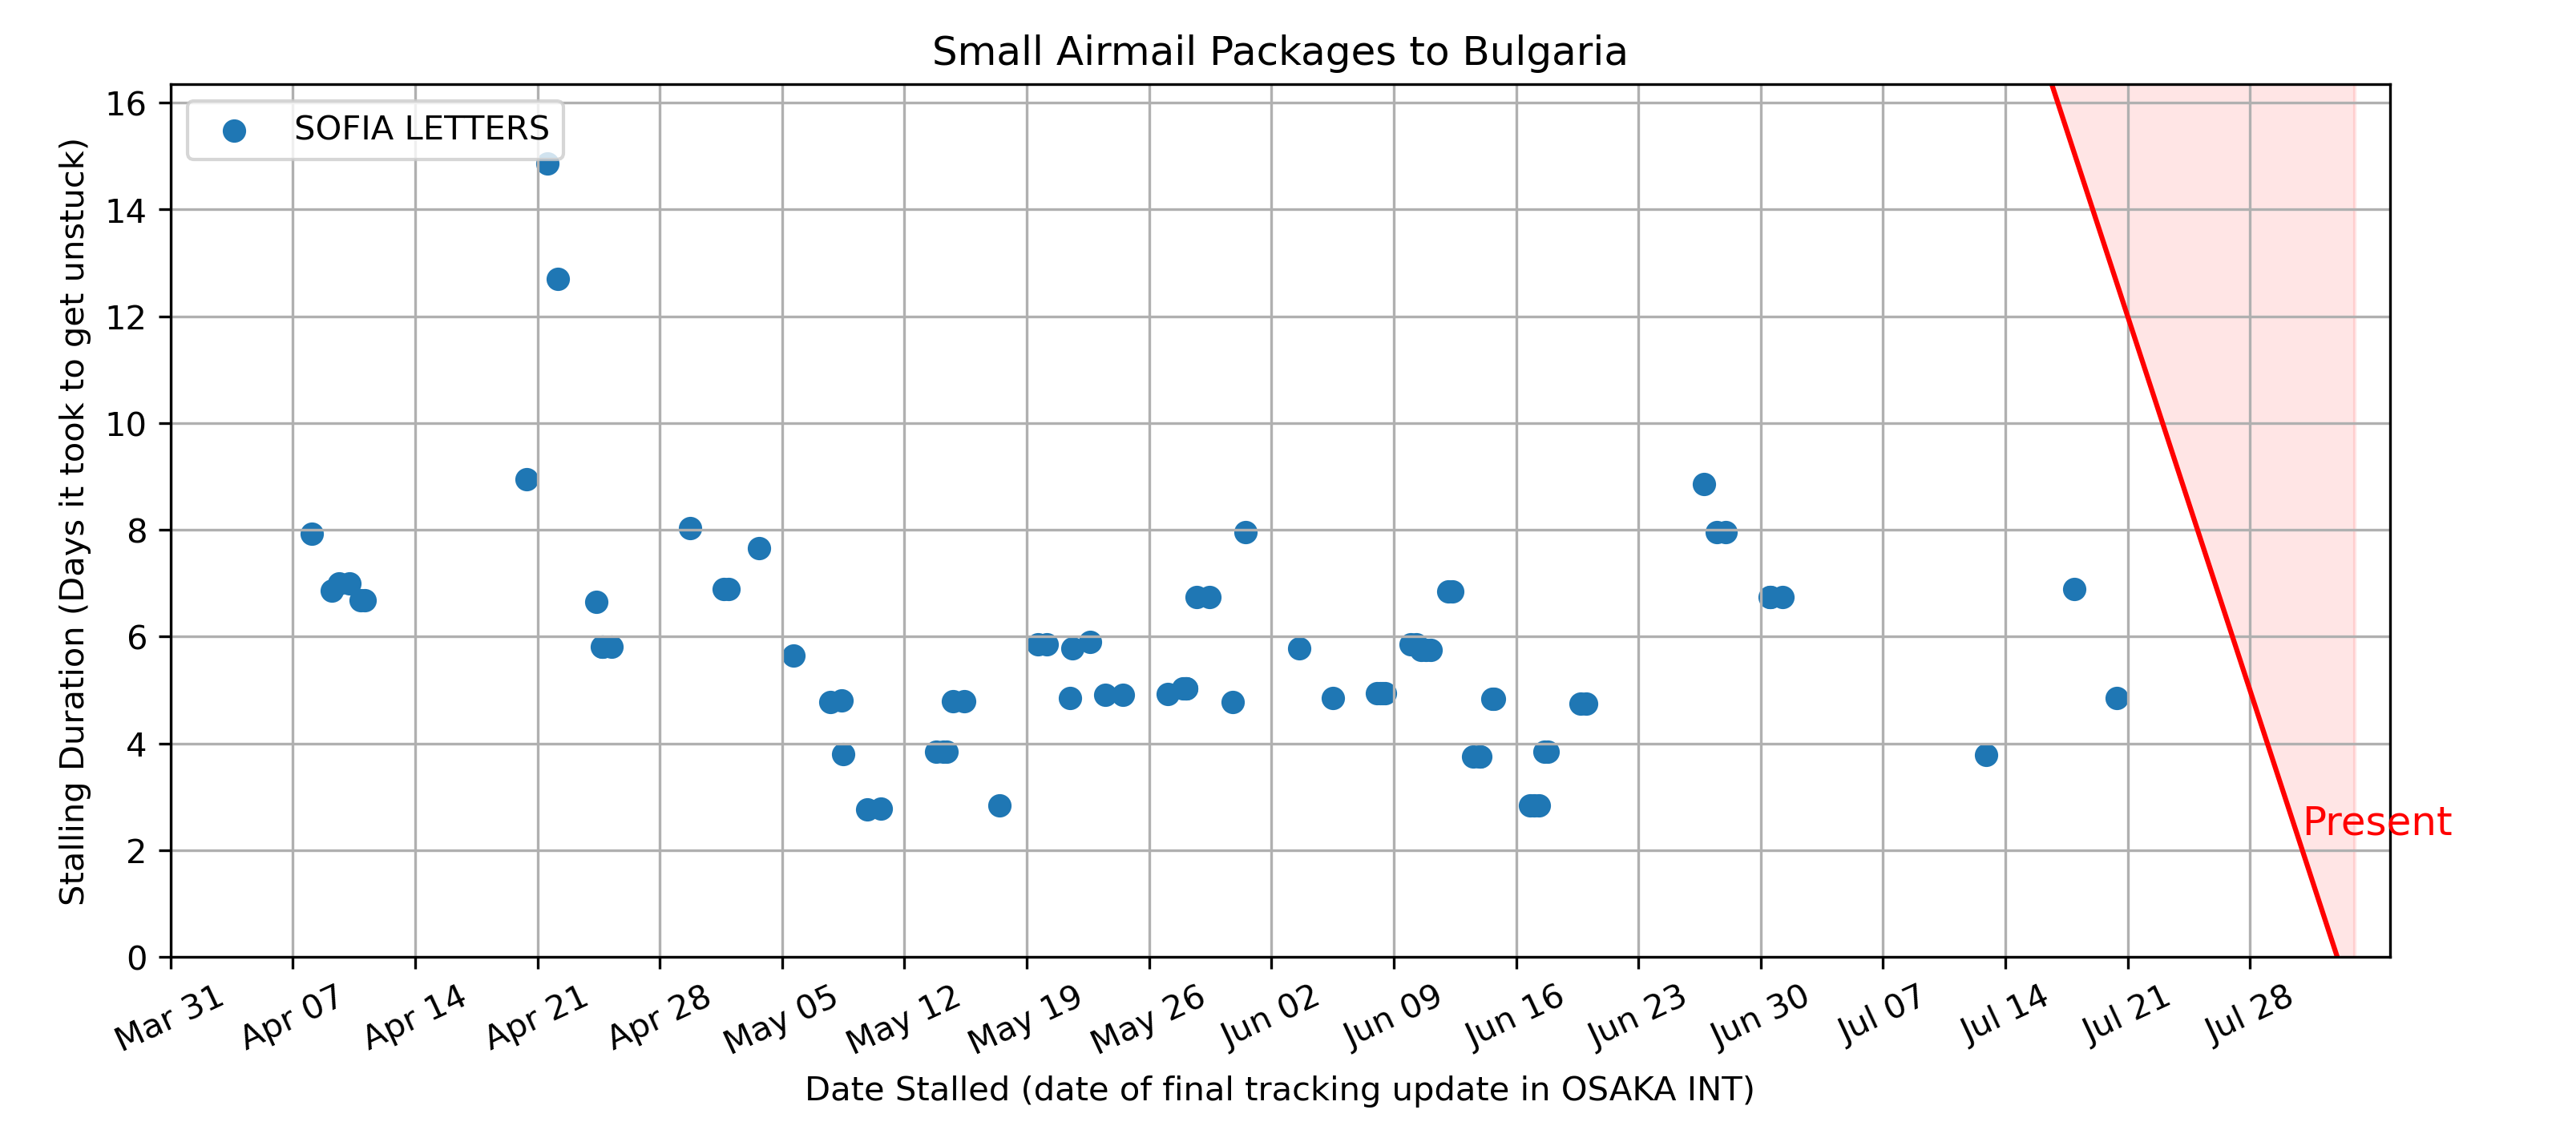 Small Airmail Packages to Bulgaria
SOFIA LETTERS
Stalling Duration (Days it took to get unstuck)
16
14
12
10
8
6
4
2
0
Present
Mar 31
Apr 07
Apr 14
Apr 21
Apr 28
May 05
May 12
May 19
May 26
Jun 02
Jun 09
Jun 16
Jun 23
Jun 30
Jul 07
Jul 14
Jul 21
Jul 28
Date Stalled (date of final tracking update in OSAKA INT)